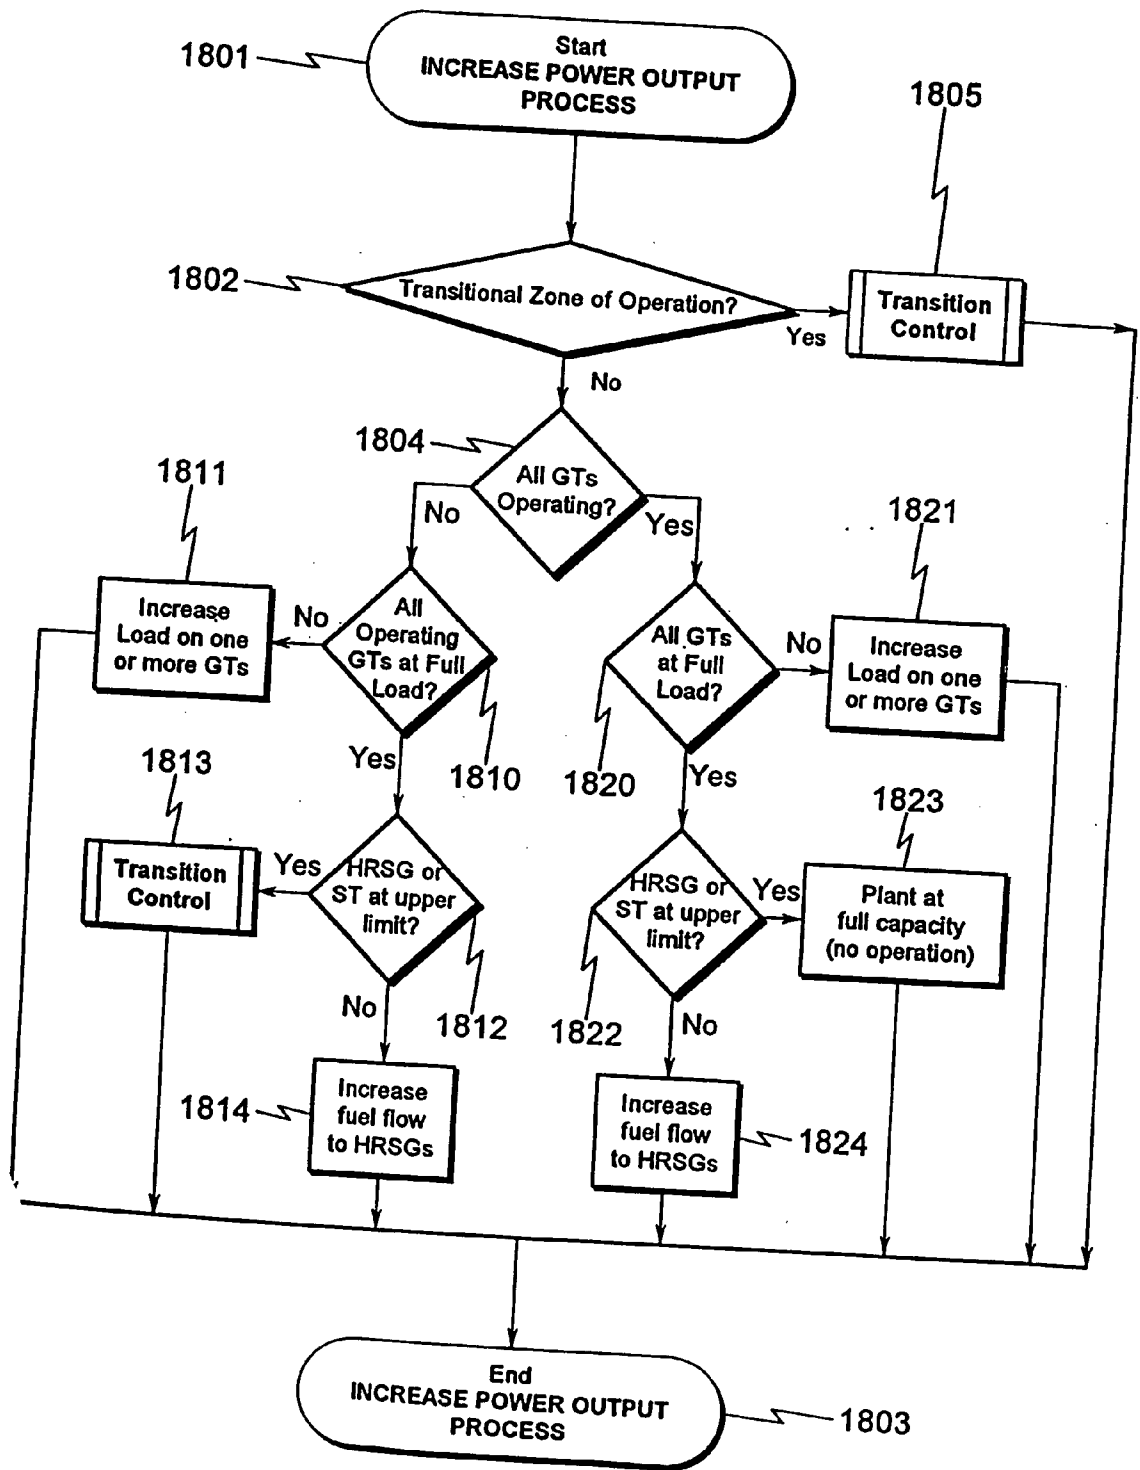 Start
INCREASE POWER OUTPUT
PROCESS
1801
1805
1802
Transitional Zone of Operation?
Yes
Transition
Control
No
1804
All GTs
Operating?
No
Yes
1811
1821
Increase
Load on one
or more GTs
No
All
Operating
GTs at Full
Load?
All GTs
at Full
Load?
No
Increase
Load on one
or more GTs
Yes
1810
1820
Yes
1813
1823
Transition
Control
Yes
HRSG or
ST at upper
limit?
HRSG or
ST at upper
limit?
Yes
Plant at
full capacity
(no operation)
No
1812
1822
No
1814
Increase
fuel flow
to HRSGs
Increase
fuel flow
to HRSGs
1824
End
INCREASE POWER OUTPUT
PROCESS
1803